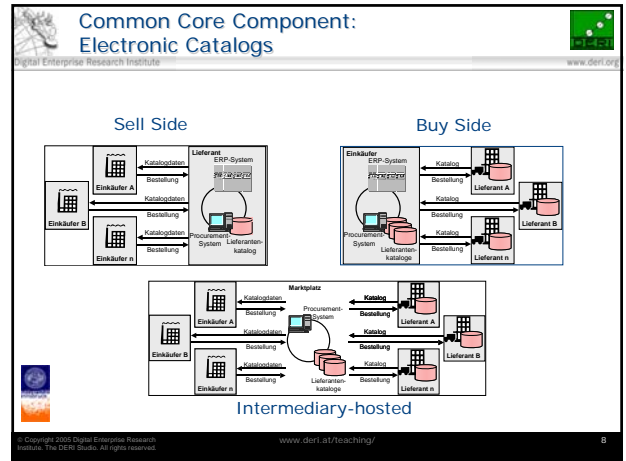 Common Core Component:
Electronic Catalogs
Digital Enterprise Research Institute
DERI
www.deri.org
Sell Side
Lieferant
ERP-System
Einkäufer A
Katalogdaten
Bestellung
Einkäufer B
Katalogdaten
Bestellung
Einkäufer n
Katalogdaten
Bestellung
Procurement-
System
Lieferanten-
katalog
Buy Side
Einkäufer
ERP-System
Procurement-
System
Lieferanten-
kataloge
Katalog
Bestellung
Lieferant A
Katalog
Bestellung
Lieferant B
Katalog
Bestellung
Lieferant n
Marktplatz
Einkäufer A
Katalogdaten
Bestellung
Einkäufer B
Katalogdaten
Bestellung
Einkäufer n
Katalogdaten
Bestellung
Procurement-
System
Lieferanten-
kataloge
Katalog
Bestellung
Lieferant A
Katalog
Bestellung
Lieferant B
Katalog
Bestellung
Lieferant n
Intermediary-hosted
© Copyright 2005 Digital Enterprise Research
Institute. The DERI Studio. All rights reserved.
www.deri.at/teaching/
8